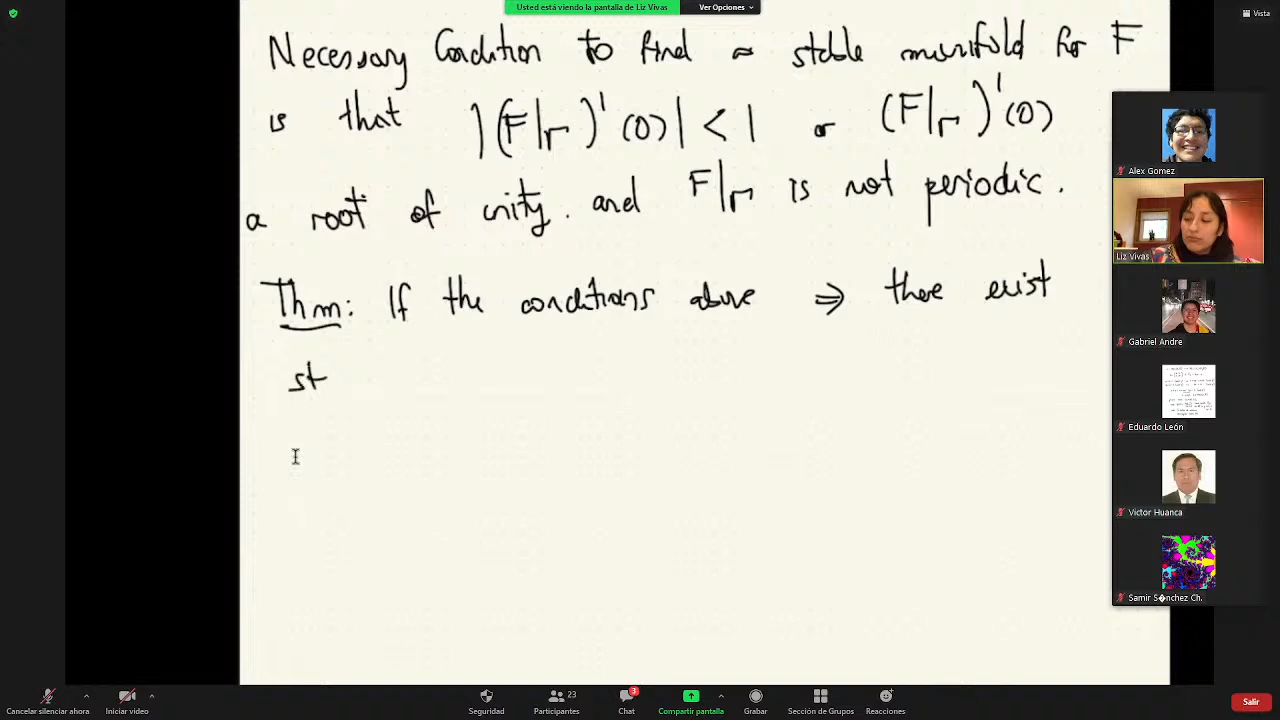 Usted está viendo la pantalla de Liz Vivas
Ver Opciones
Vista
Necessary Condition to find a stable manifold for F
is that |(F|Γ)'(0)| < 1 or (F|Γ)'(0)
a root of unity. and F|Γ is not periodic.
Thm: If the conditions above ⇒ there exist
st
Alex Gomez
Liz Vivas
Gabriel Andre
Eduardo León
Victor Huanca
Samir S�nchez Ch.
Cancelar silenciar ahora
Iniciar video
Seguridad
23
Participantes
3
Chat
Compartir pantalla
Grabar
Sección de Grupos
Reacciones
Salir